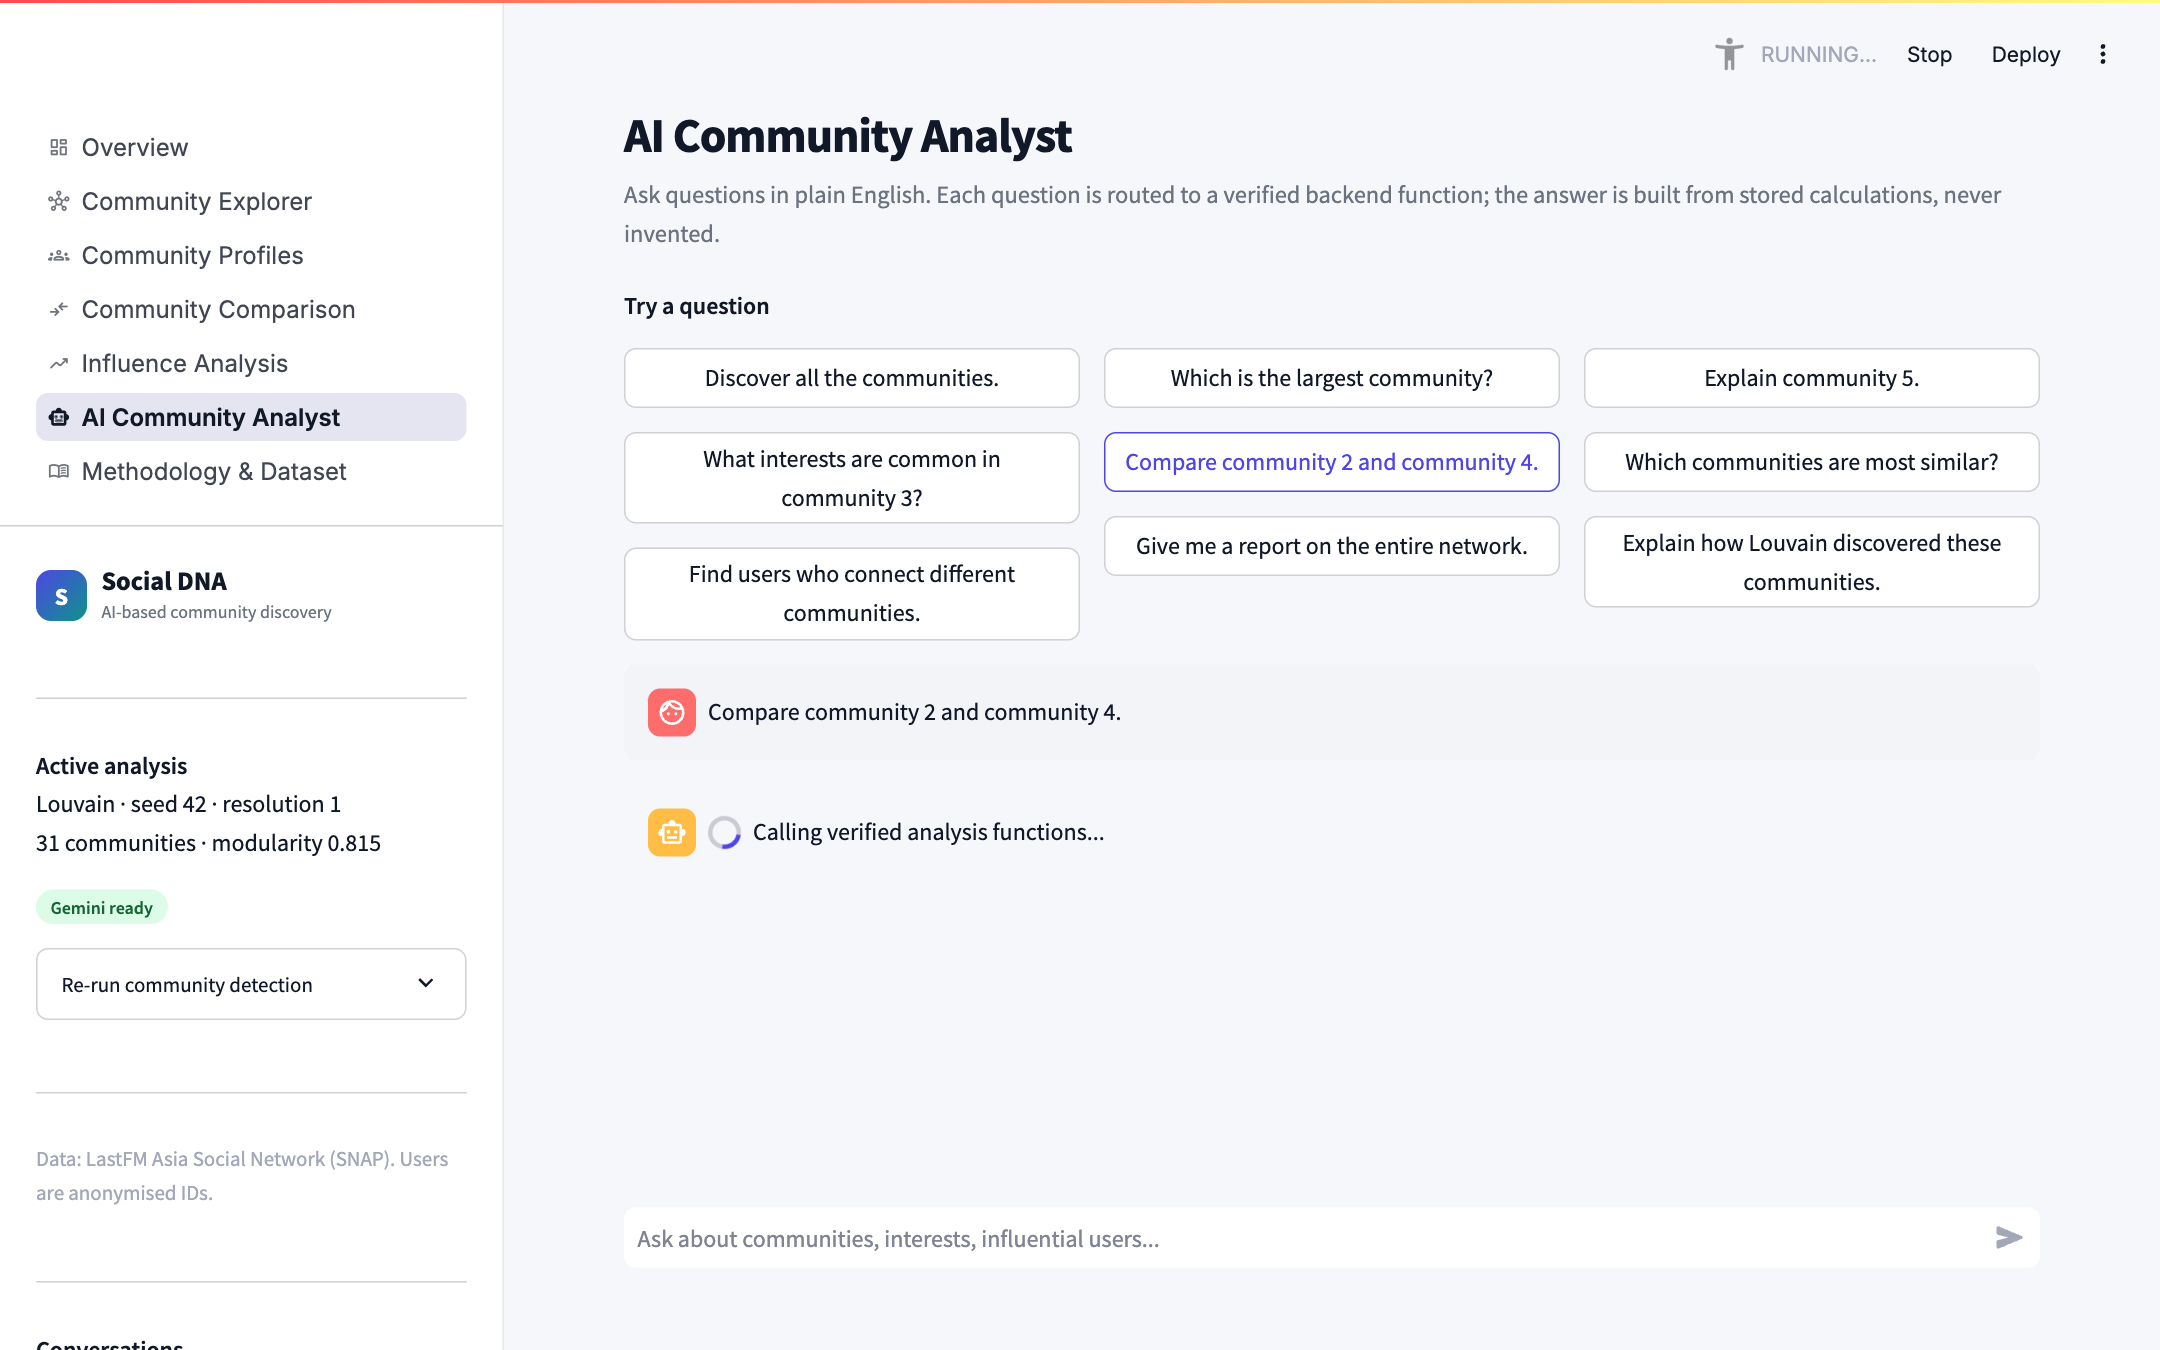 RUNNING...
Stop
Deploy
Overview
Community Explorer
Community Profiles
Community Comparison
Influence Analysis
AI Community Analyst
Methodology & Dataset
S
Social DNA
AI-based community discovery
Active analysis
Louvain · seed 42 · resolution 1
31 communities · modularity 0.815
Gemini ready
Re-run community detection
Data: LastFM Asia Social Network (SNAP). Users
are anonymised IDs.
Conversations
AI Community Analyst
Ask questions in plain English. Each question is routed to a verified backend function; the answer is built from stored calculations, never
invented.
Try a question
Discover all the communities.
Which is the largest community?
Explain community 5.
What interests are common in
community 3?
Compare community 2 and community 4.
Which communities are most similar?
Find users who connect different
communities.
Give me a report on the entire network.
Explain how Louvain discovered these
communities.
Compare community 2 and community 4.
Calling verified analysis functions...
Ask about communities, interests, influential users...